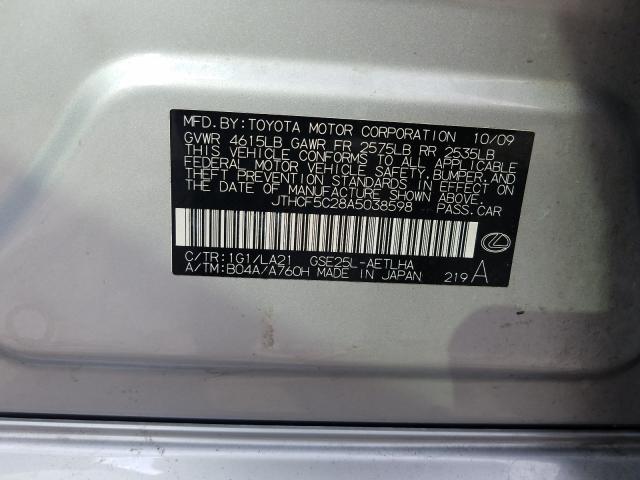 MFD. BY: TOYOTA MOTOR CORPORATION 10/09
GVWR 4615LB GAWR FR 2575LB RR 2535LB
THIS VEHICLE CONFORMS TO ALL APPLICABLE
FEDERAL MOTOR VEHICLE SAFETY, BUMPER, AND
THEFT PREVENTION STANDARDS IN EFFECT ON
THE DATE OF MANUFACTURE SHOWN ABOVE.
JTHCF5C28A5038598 PASS. CAR
C/TR: 1G1/LA21 GSE25L-AETLHA
A/TM: B04A/A760H MADE IN JAPAN 219 A